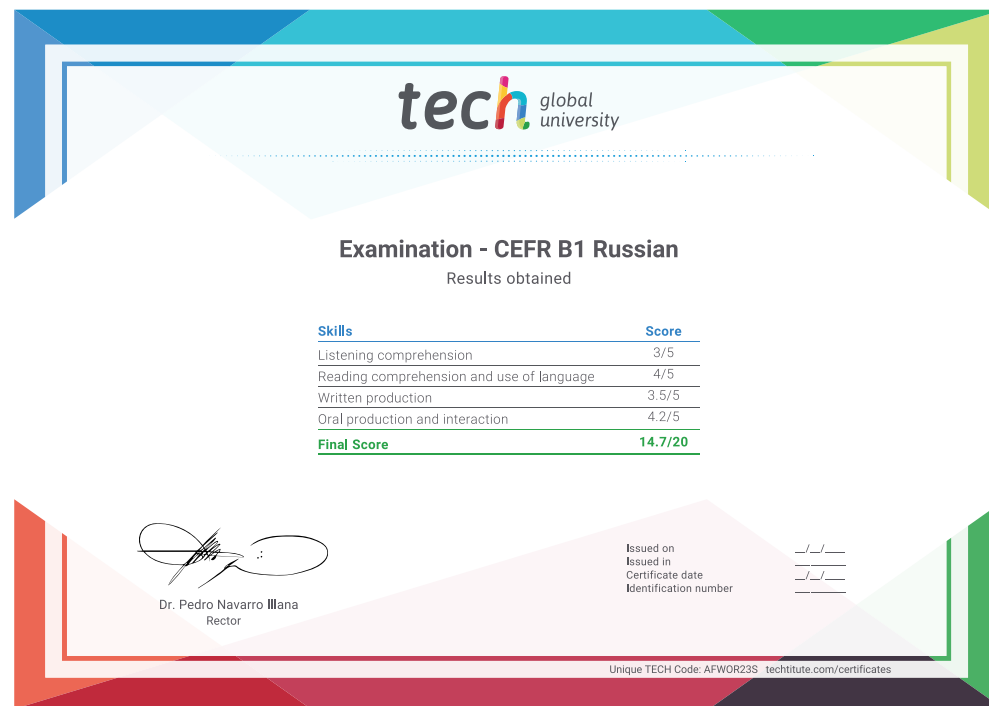 tech global university
Examination - CEFR B1 Russian
Results obtained
Skills Score
Listening comprehension 3/5
Reading comprehension and use of language 4/5
Written production 3.5/5
Oral production and interaction 4.2/5
Final Score 14.7/20
Dr. Pedro Navarro Illana
Rector
Issued on __/__/____
Issued in ________
Certificate date __/__/____
Identification number ________
Unique TECH Code: AFWOR23S techtitute.com/certificates